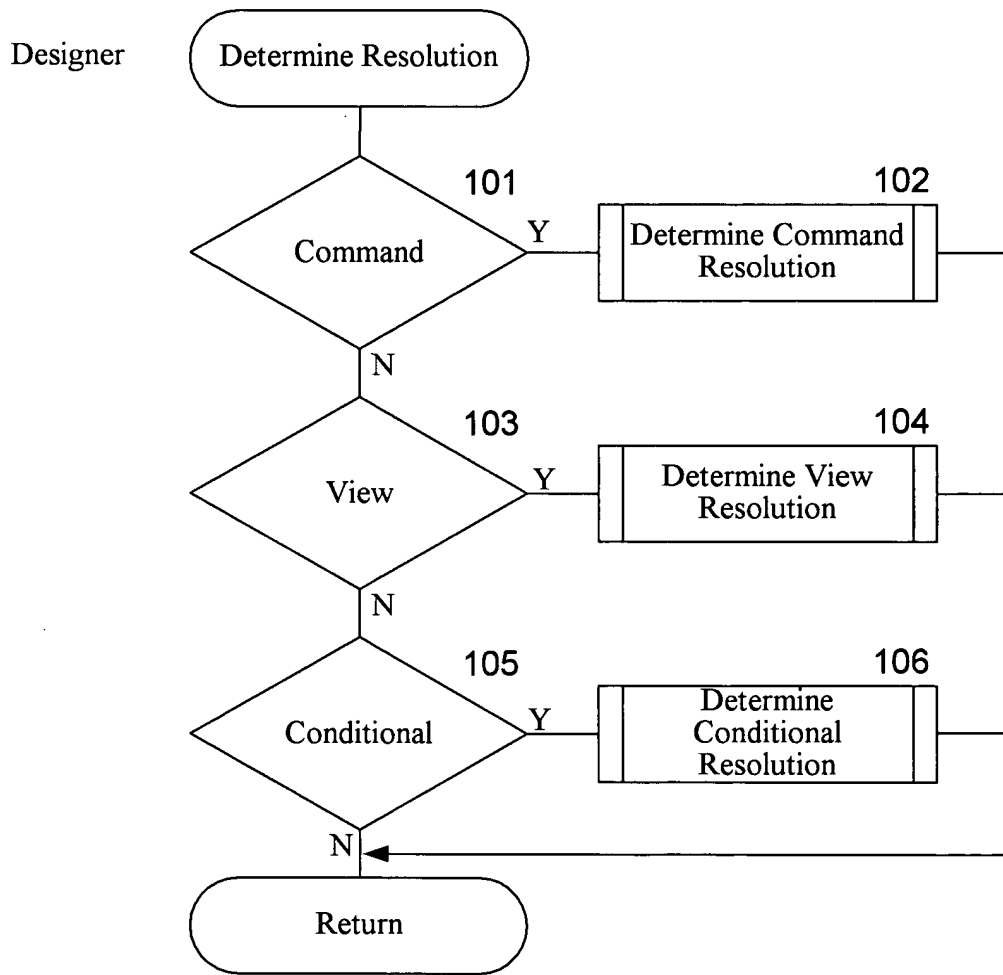 Designer
Determine Resolution
101
102
Command
Y
Determine Command
Resolution
N
103
104
View
Y
Determine View
Resolution
N
105
106
Conditional
Y
Determine
Conditional
Resolution
N
Return